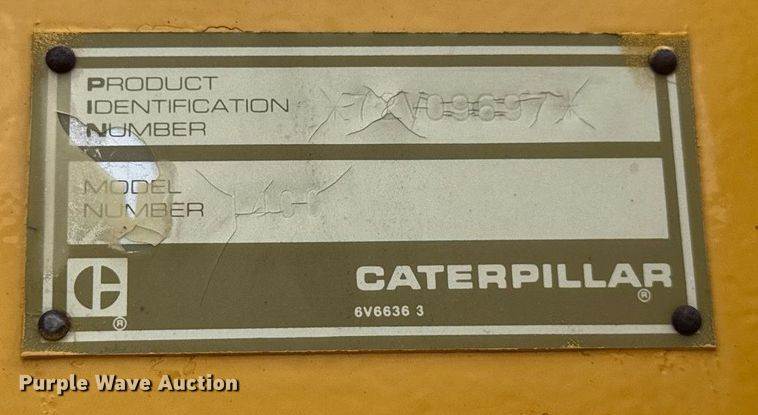 PRODUCT
IDENTIFICATION
NUMBER
MODEL
NUMBER
CATERPILLAR
®
®
6V6636 3
Purple Wave Auction